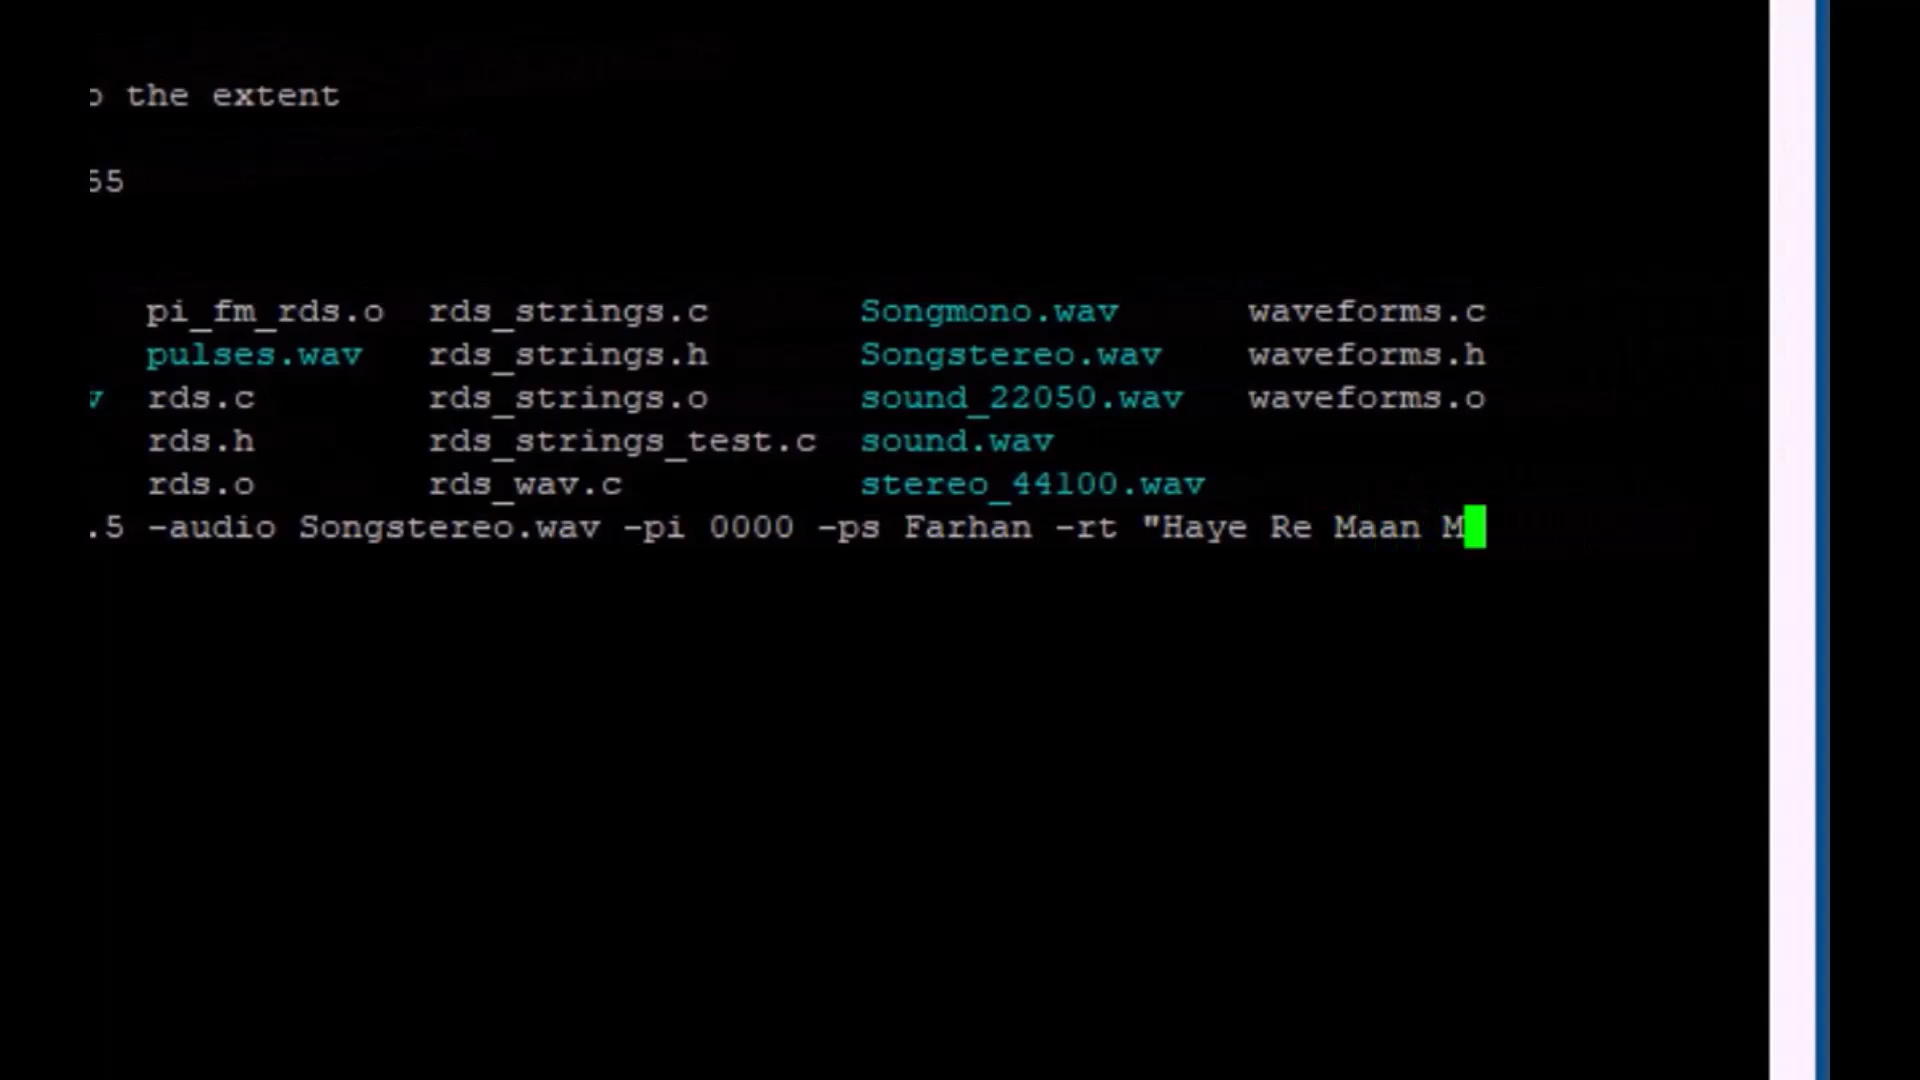 o the extent
55
pi_fm_rds.o rds_strings.c Songmono.wav waveforms.c
pulses.wav rds_strings.h Songstereo.wav waveforms.h
v rds.c rds_strings.o sound_22050.wav waveforms.o
rds.h rds_strings_test.c sound.wav
rds.o rds_wav.c stereo_44100.wav
.5 -audio Songstereo.wav -pi 0000 -ps Farhan -rt "Haye Re Maan M